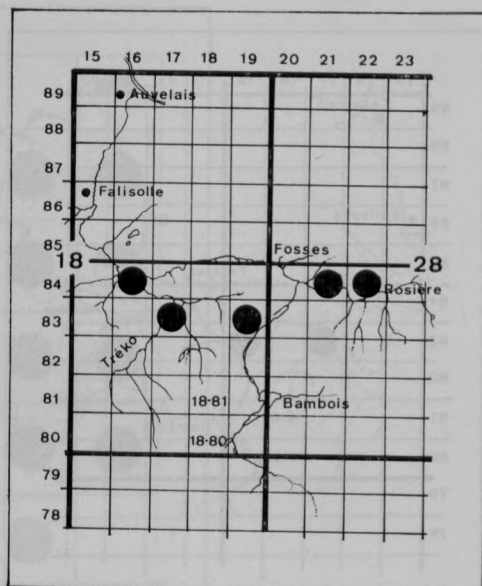 15 16 17 18 19 20 21 22 23
89 Auvelais
88
87 Falisolle
86
85 Fosses
18 28
84 Rosière
83
82 Tréko
81 18-81 Bambois
80 18-80
79
78